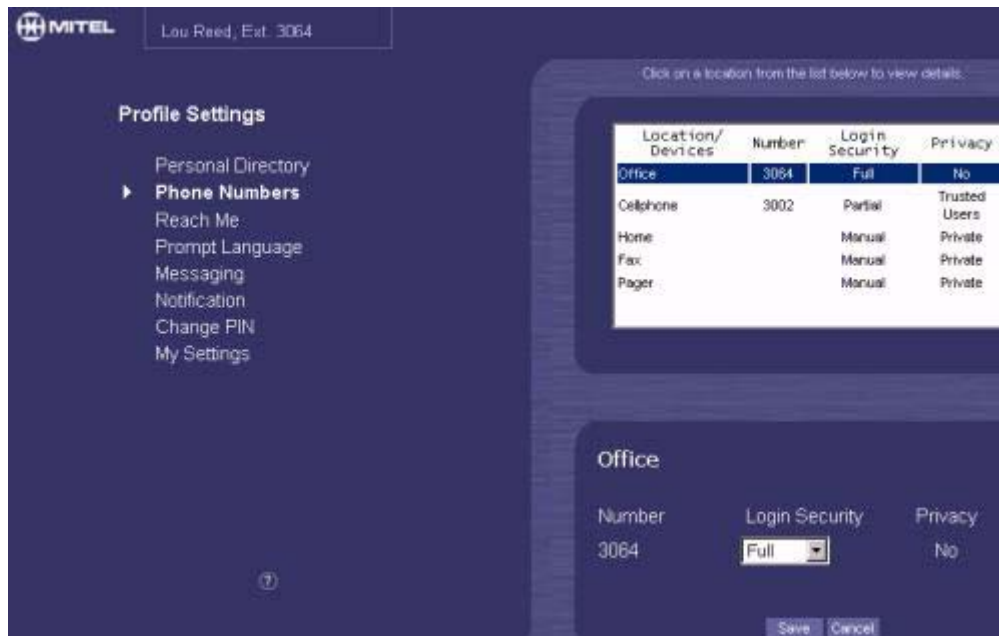 MITEL
Lou Reed, Ext. 3064
Profile Settings
Personal Directory
Phone Numbers
Reach Me
Prompt Language
Messaging
Notification
Change PIN
My Settings
?
Click on a location from the list below to view details.
Location/ Devices Number Login Security Privacy
Office 3064 Full No
Cellphone 3002 Partial Trusted Users
Home Manual Private
Fax Manual Private
Pager Manual Private
Office
Number Login Security Privacy
3064 Full No
Save Cancel